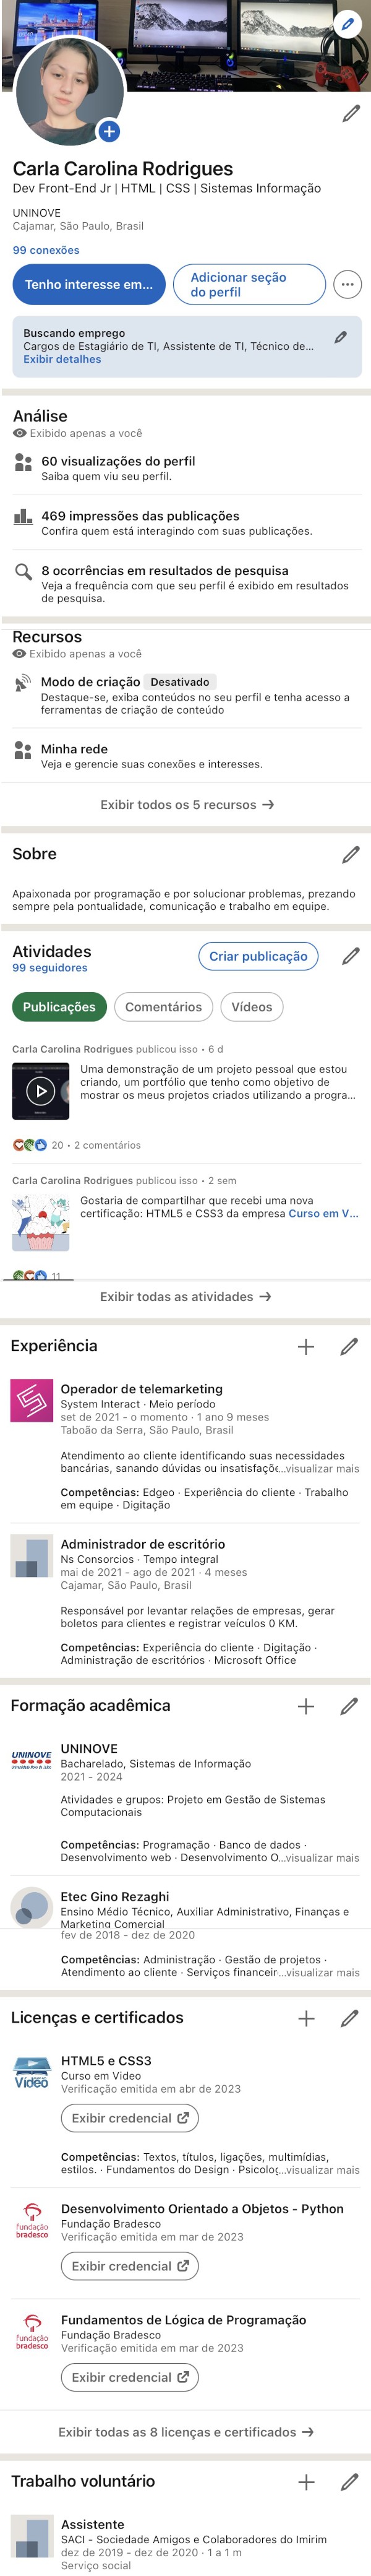 Carla Carolina Rodrigues
Dev Front-End Jr | HTML | CSS | Sistemas Informação
UNINOVE
Cajamar, São Paulo, Brasil
99 conexões
Tenho interesse em...
Adicionar seção
do perfil
Buscando emprego
Cargos de Estagiário de TI, Assistente de TI, Técnico de...
Exibir detalhes
Análise
Exibido apenas a você
60 visualizações do perfil
Saiba quem viu seu perfil.
469 impressões das publicações
Confira quem está interagindo com suas publicações.
8 ocorrências em resultados de pesquisa
Veja a frequência com que seu perfil é exibido em resultados
de pesquisa.
Recursos
Exibido apenas a você
Modo de criação Desativado
Destaque-se, exiba conteúdos no seu perfil e tenha acesso a
ferramentas de criação de conteúdo
Minha rede
Veja e gerencie suas conexões e interesses.
Exibir todos os 5 recursos →
Sobre
Apaixonada por programação e por solucionar problemas, prezando
sempre pela pontualidade, comunicação e trabalho em equipe.
Atividades
99 seguidores
Criar publicação
Publicações
Comentários
Vídeos
Carla Carolina Rodrigues publicou isso • 6 d
Uma demonstração de um projeto pessoal que estou
criando, um portfólio que tenho como objetivo de
mostrar os meus projetos criados utilizando a progra...
20 • 2 comentários
Carla Carolina Rodrigues publicou isso • 2 sem
Gostaria de compartilhar que recebi uma nova
certificação: HTML5 e CSS3 da empresa Curso em V...
11
Exibir todas as atividades →
Experiência
Operador de telemarketing
System Interact · Meio período
set de 2021 - o momento · 1 ano 9 meses
Taboão da Serra, São Paulo, Brasil
Atendimento ao cliente identificando suas necessidades
bancárias, sanando dúvidas ou insatisfaçõe...visualizar mais
Competências: Edgeo · Experiência do cliente · Trabalho
em equipe · Digitação
Administrador de escritório
Ns Consorcios · Tempo integral
mai de 2021 - ago de 2021 · 4 meses
Cajamar, São Paulo, Brasil
Responsável por levantar relações de empresas, gerar
boletos para clientes e registrar veículos 0 KM.
Competências: Experiência do cliente · Digitação ·
Administração de escritórios · Microsoft Office
Formação acadêmica
UNINOVE
UNINOVE
Bacharelado, Sistemas de Informação
2021 - 2024
Atividades e grupos: Projeto em Gestão de Sistemas
Computacionais
Competências: Programação · Banco de dados ·
Desenvolvimento web · Desenvolvimento O...visualizar mais
Etec Gino Rezaghi
Ensino Médio Técnico, Auxiliar Administrativo, Finanças e
Marketing Comercial
fev de 2018 - dez de 2020
Competências: Administração · Gestão de projetos ·
Atendimento ao cliente · Serviços financeir...visualizar mais
Licenças e certificados
Vídeo
HTML5 e CSS3
Curso em Video
Verificação emitida em abr de 2023
Exibir credencial
Competências: Textos, títulos, ligações, multimídias,
estilos. · Fundamentos do Design · Psicolog...visualizar mais
fundação
bradesco
Desenvolvimento Orientado a Objetos - Python
Fundação Bradesco
Verificação emitida em mar de 2023
Exibir credencial
fundação
bradesco
Fundamentos de Lógica de Programação
Fundação Bradesco
Verificação emitida em mar de 2023
Exibir credencial
Exibir todas as 8 licenças e certificados →
Trabalho voluntário
Assistente
SACI - Sociedade Amigos e Colaboradores do Imirim
dez de 2019 - dez de 2020 · 1 a 1 m
Serviço social